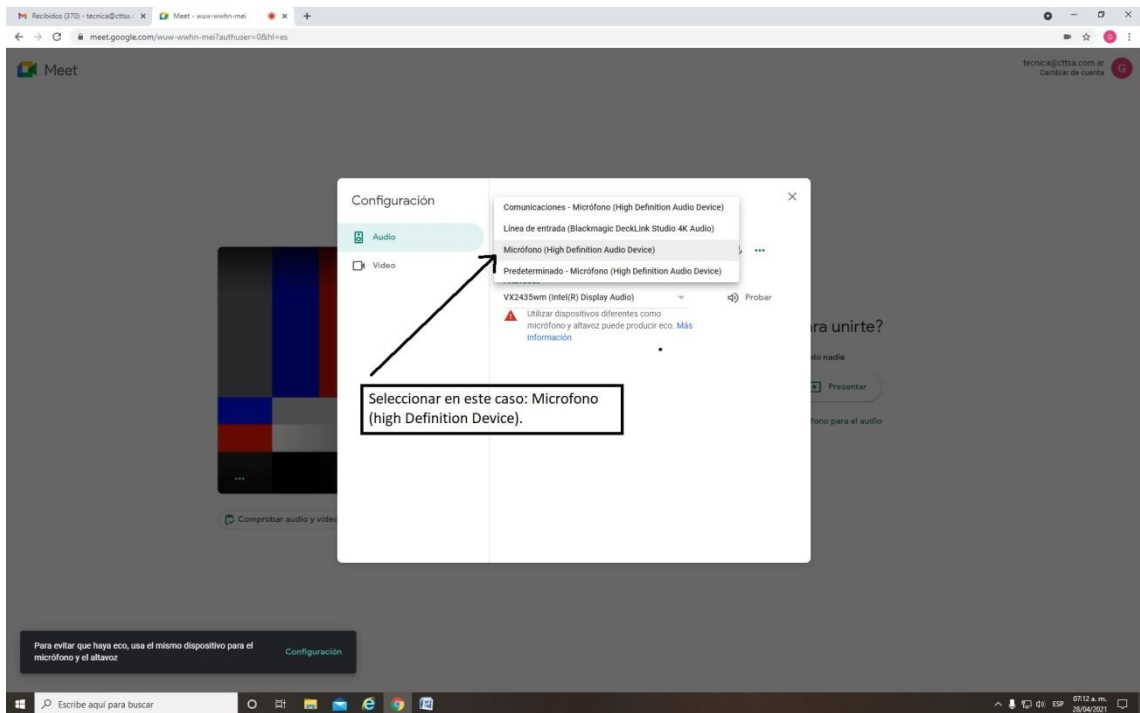 Recibidos (370) - tecnica@cttsa.c
Meet - wuw-wwhn-mei
meet.google.com/wuw-wwhn-mei?authuser=0&hl=es
G
Meet
tecnica@cttsa.com.ar
Cambiar de cuenta
G
Configuración
Audio
Vídeo
Comunicaciones - Micrófono (High Definition Audio Device)
Línea de entrada (Blackmagic DeckLink Studio 4K Audio)
Micrófono (High Definition Audio Device)
Predeterminado - Micrófono (High Definition Audio Device)
VX2435wm (Intel(R) Display Audio)
Probar
Utilizar dispositivos diferentes como
micrófono y altavoz puede producir eco. Más
información
ra unirte?
do nadie
Presentar
fono para el audio
Seleccionar en este caso: Microfono
(high Definition Device).
Comprobar audio y vídeo
Para evitar que haya eco, usa el mismo dispositivo para el
micrófono y el altavoz
Configuración
Escribe aquí para buscar
ESP
07:12 a.m.
28/04/2021